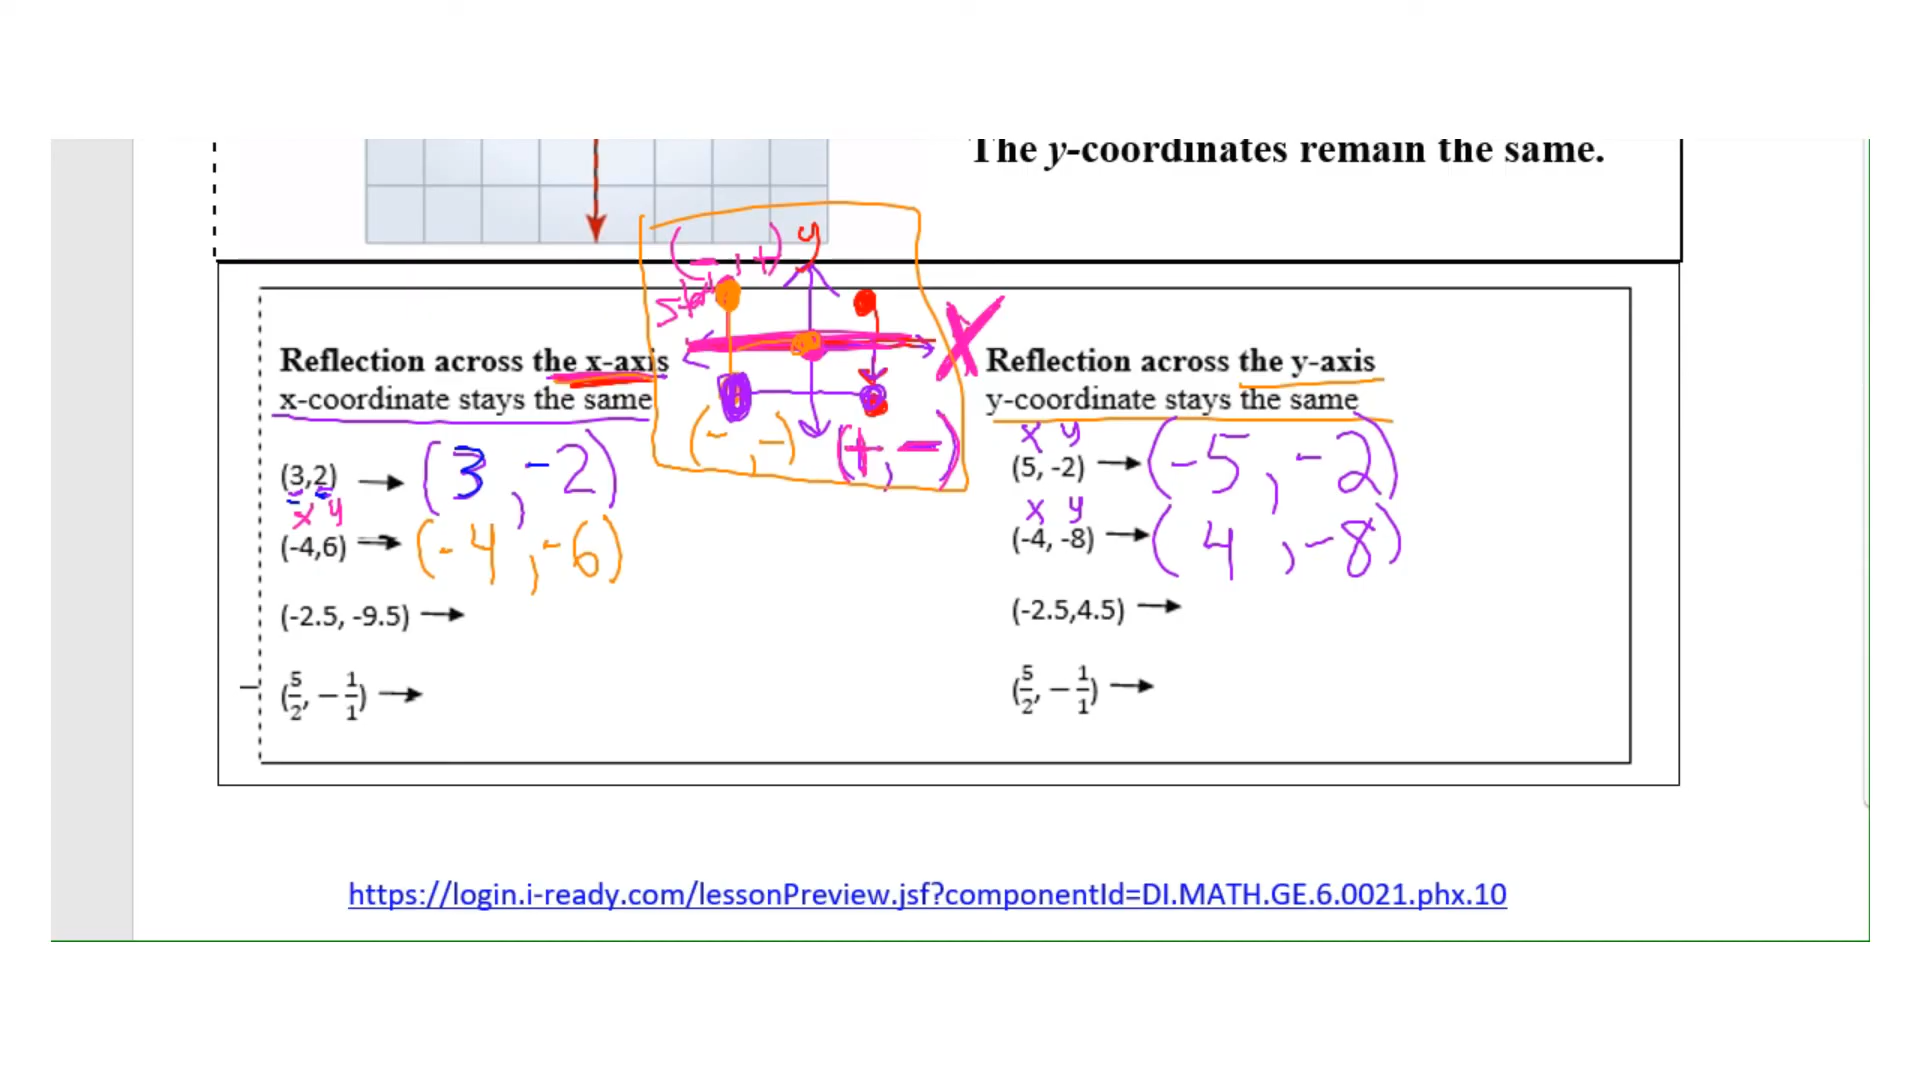 The y-coordinates remain the same.
(-, +) y
start
X
Reflection across the x-axis
x-coordinate stays the same
(-, -) (+, -)
(3,2) → (3, -2)
x y
(-4,6) → (-4, -6)
(-2.5, -9.5) →
(5/2, − 1/1) →
Reflection across the y-axis
y-coordinate stays the same
x y
(5, -2) → (-5, -2)
x y
(-4, -8) → (4, -8)
(-2.5,4.5) →
(5/2, − 1/1) →
https://login.i-ready.com/lessonPreview.jsf?componentId=DI.MATH.GE.6.0021.phx.10